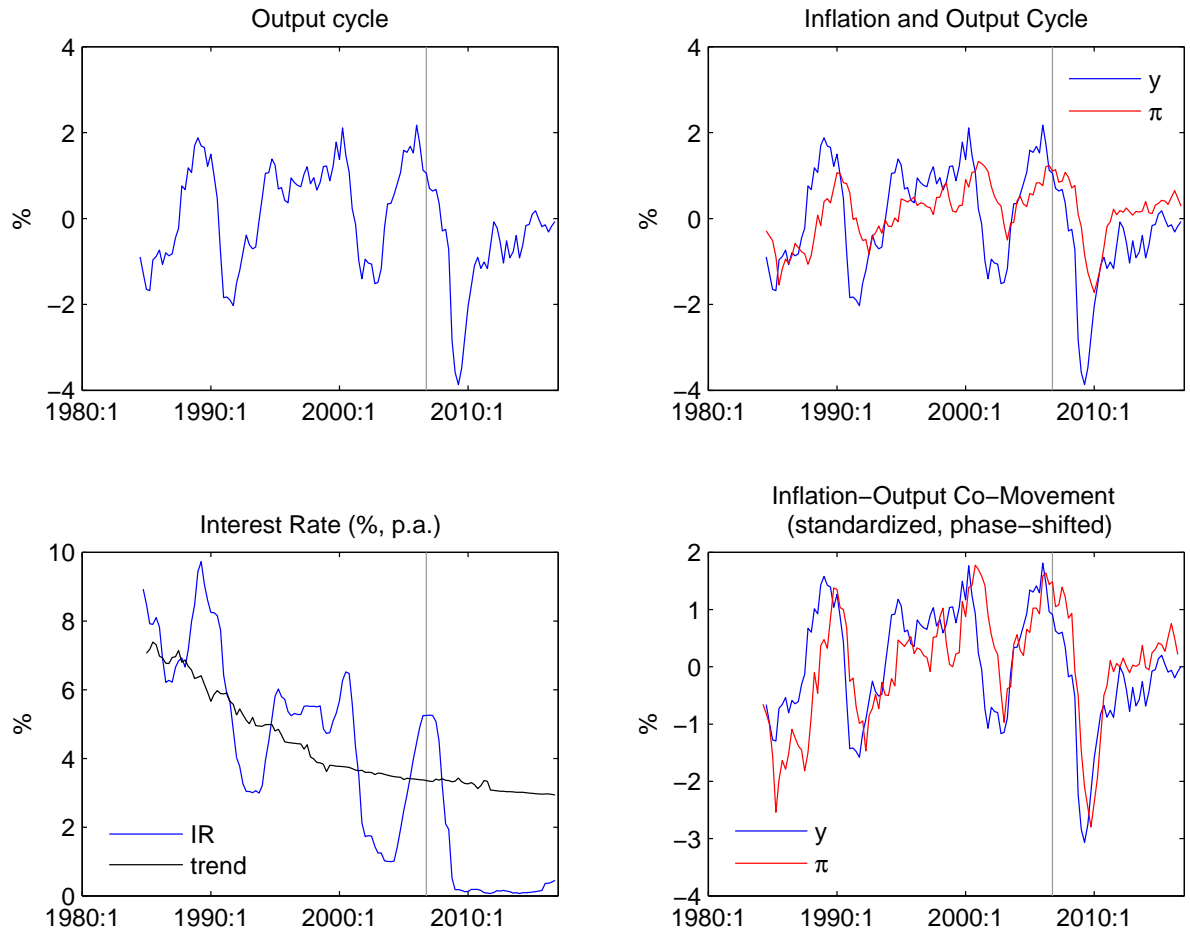 Output cycle
4
2
0
−2
−4
%
1980:1 1990:1 2000:1 2010:1
Inflation and Output Cycle
4
2
0
−2
−4
%
y
π
1980:1 1990:1 2000:1 2010:1
Interest Rate (%, p.a.)
10
8
6
4
2
0
%
IR
trend
1980:1 1990:1 2000:1 2010:1
Inflation−Output Co−Movement
(standardized, phase−shifted)
2
1
0
−1
−2
−3
−4
%
y
π
1980:1 1990:1 2000:1 2010:1